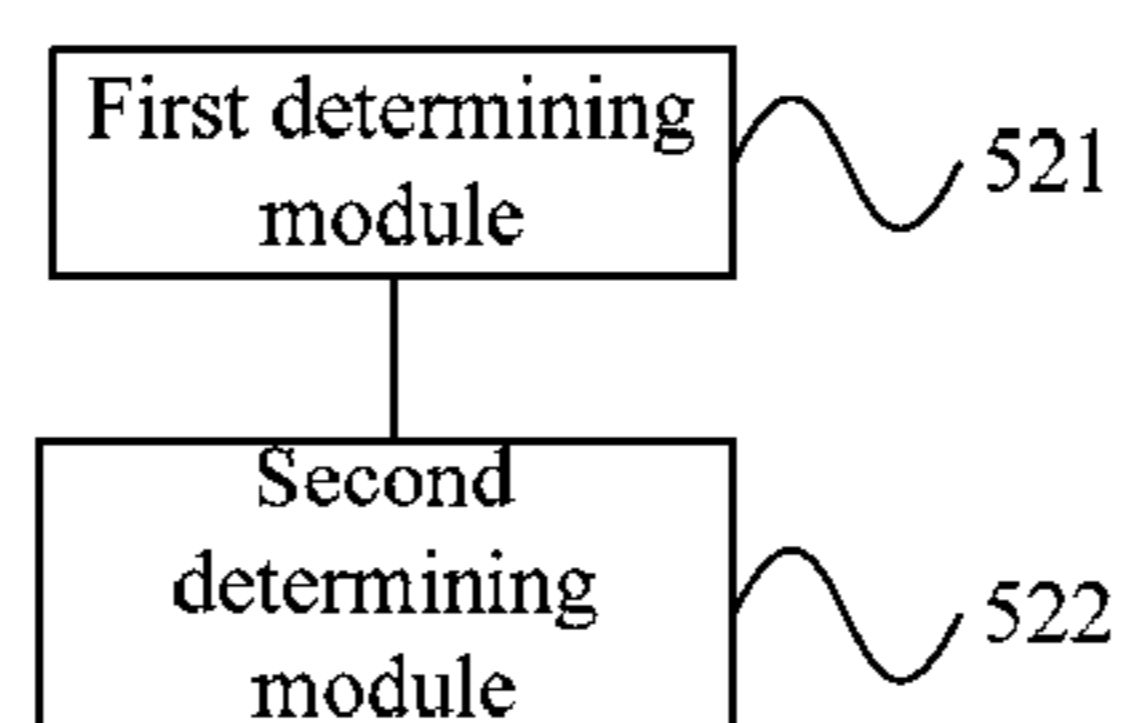 First determining
module
521
Second
determining
module
522